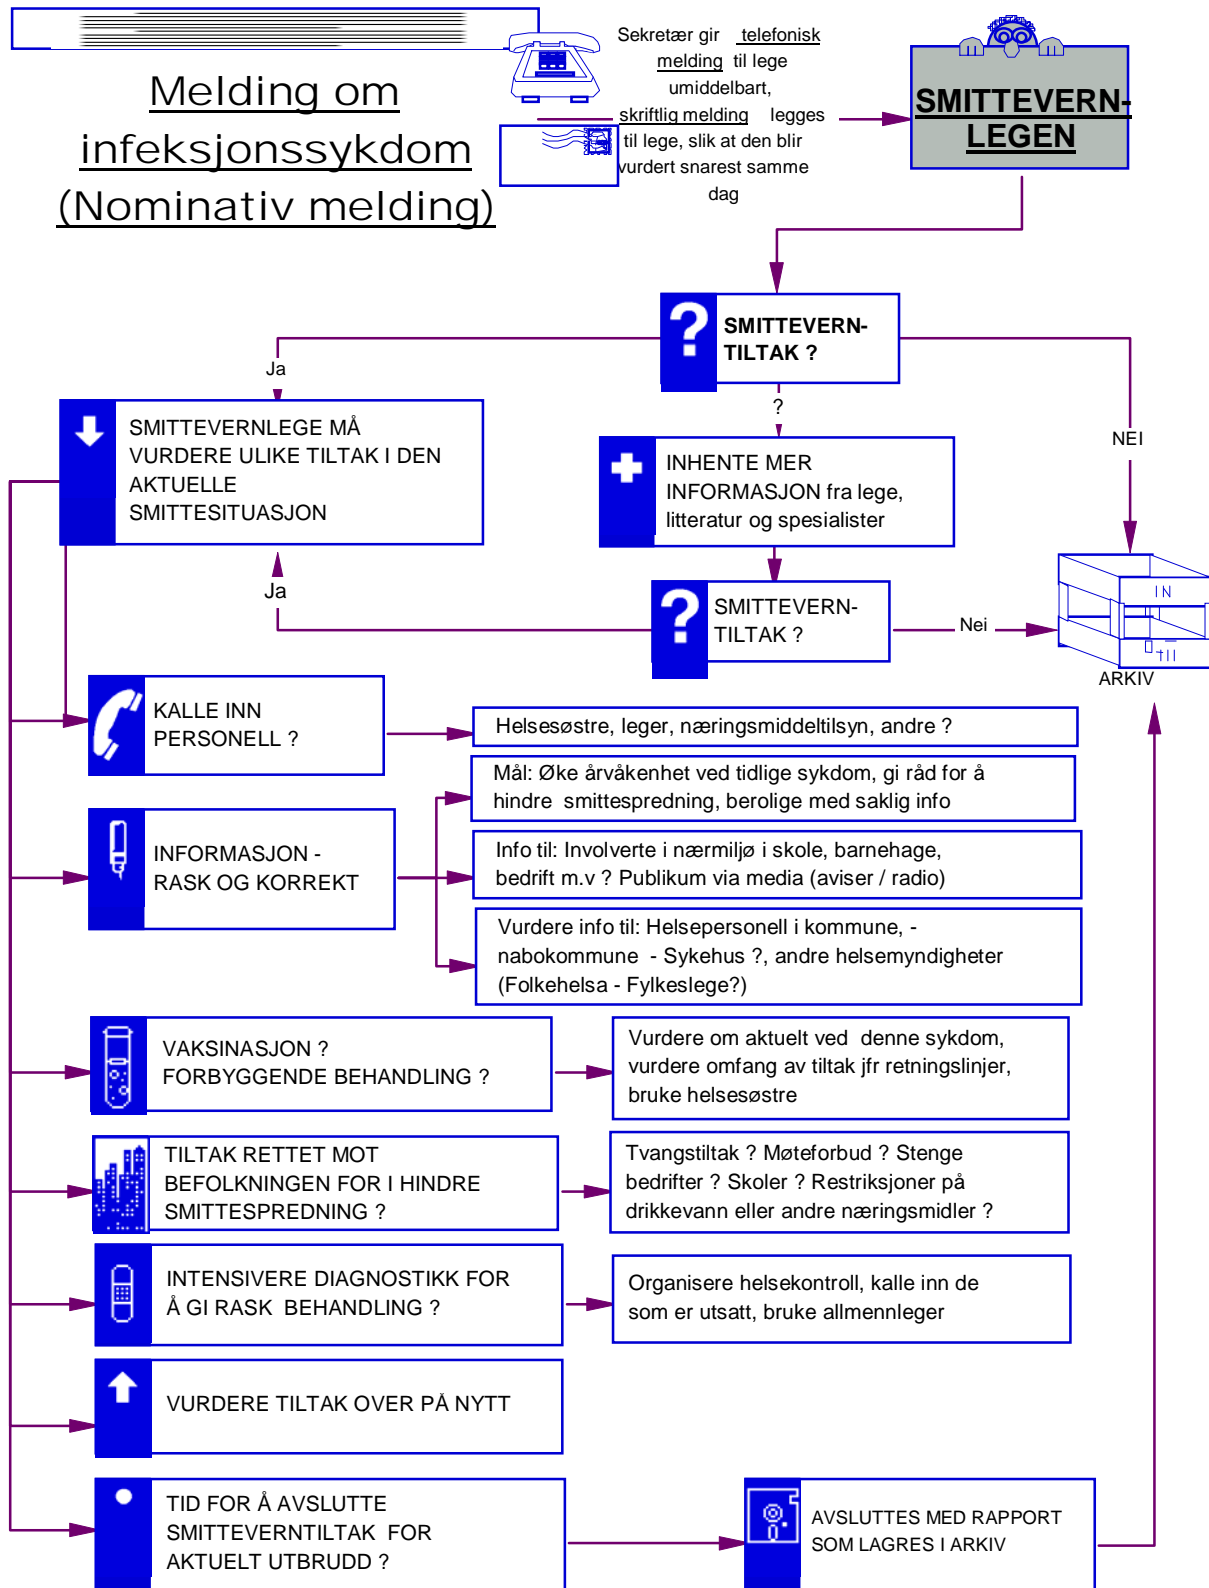 Melding om
infeksjonssykdom
(Nominativ melding)
Sekretær gir telefonisk
melding til lege
umiddelbart,
skriftlig melding legges
til lege, slik at den blir
vurdert snarest samme
dag
SMITTEVERN-
LEGEN
SMITTEVERN-
TILTAK ?
Ja
?
NEI
SMITTEVERNLEGE MÅ
VURDERE ULIKE TILTAK I DEN
AKTUELLE
SMITTESITUASJON
INHENTE MER
INFORMASJON fra lege,
litteratur og spesialister
Ja
SMITTEVERN-
TILTAK ?
Nei
IN
ARKIV
KALLE INN
PERSONELL ?
Helsesøstre, leger, næringsmiddeltilsyn, andre ?
INFORMASJON -
RASK OG KORREKT
Mål: Øke årvåkenhet ved tidlige sykdom, gi råd for å
hindre smittespredning, berolige med saklig info
Info til: Involverte i nærmiljø i skole, barnehage,
bedrift m.v ? Publikum via media (aviser / radio)
Vurdere info til: Helsepersonell i kommune, -
nabokommune - Sykehus ?, andre helsemyndigheter
(Folkehelsa - Fylkeslege?)
VAKSINASJON ?
FORBYGGENDE BEHANDLING ?
Vurdere om aktuelt ved denne sykdom,
vurdere omfang av tiltak jfr retningslinjer,
bruke helsesøstre
TILTAK RETTET MOT
BEFOLKNINGEN FOR I HINDRE
SMITTESPREDNING ?
Tvangstiltak ? Møteforbud ? Stenge
bedrifter ? Skoler ? Restriksjoner på
drikkevann eller andre næringsmidler ?
INTENSIVERE DIAGNOSTIKK FOR
Å GI RASK BEHANDLING ?
Organisere helsekontroll, kalle inn de
som er utsatt, bruke allmennleger
VURDERE TILTAK OVER PÅ NYTT
TID FOR Å AVSLUTTE
SMITTEVERNTILTAK FOR
AKTUELT UTBRUDD ?
AVSLUTTES MED RAPPORT
SOM LAGRES I ARKIV